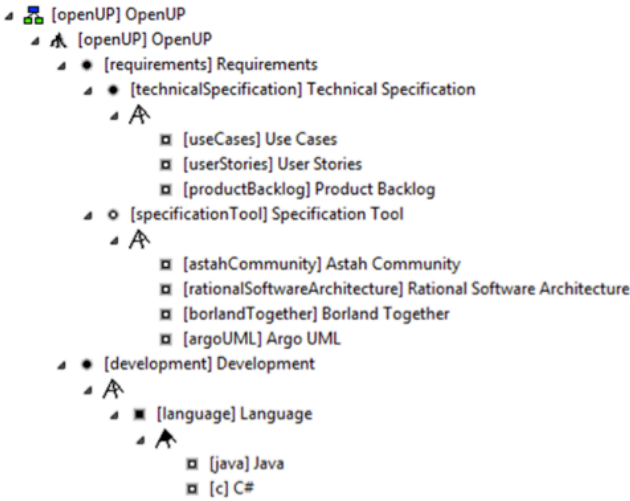 [openUP] OpenUP
[openUP] OpenUP
[requirements] Requirements
[technicalSpecification] Technical Specification
[useCases] Use Cases
[userStories] User Stories
[productBacklog] Product Backlog
[specificationTool] Specification Tool
[astahCommunity] Astah Community
[rationalSoftwareArchitecture] Rational Software Architecture
[borlandTogether] Borland Together
[argoUML] Argo UML
[development] Development
[language] Language
[java] Java
[c] C#